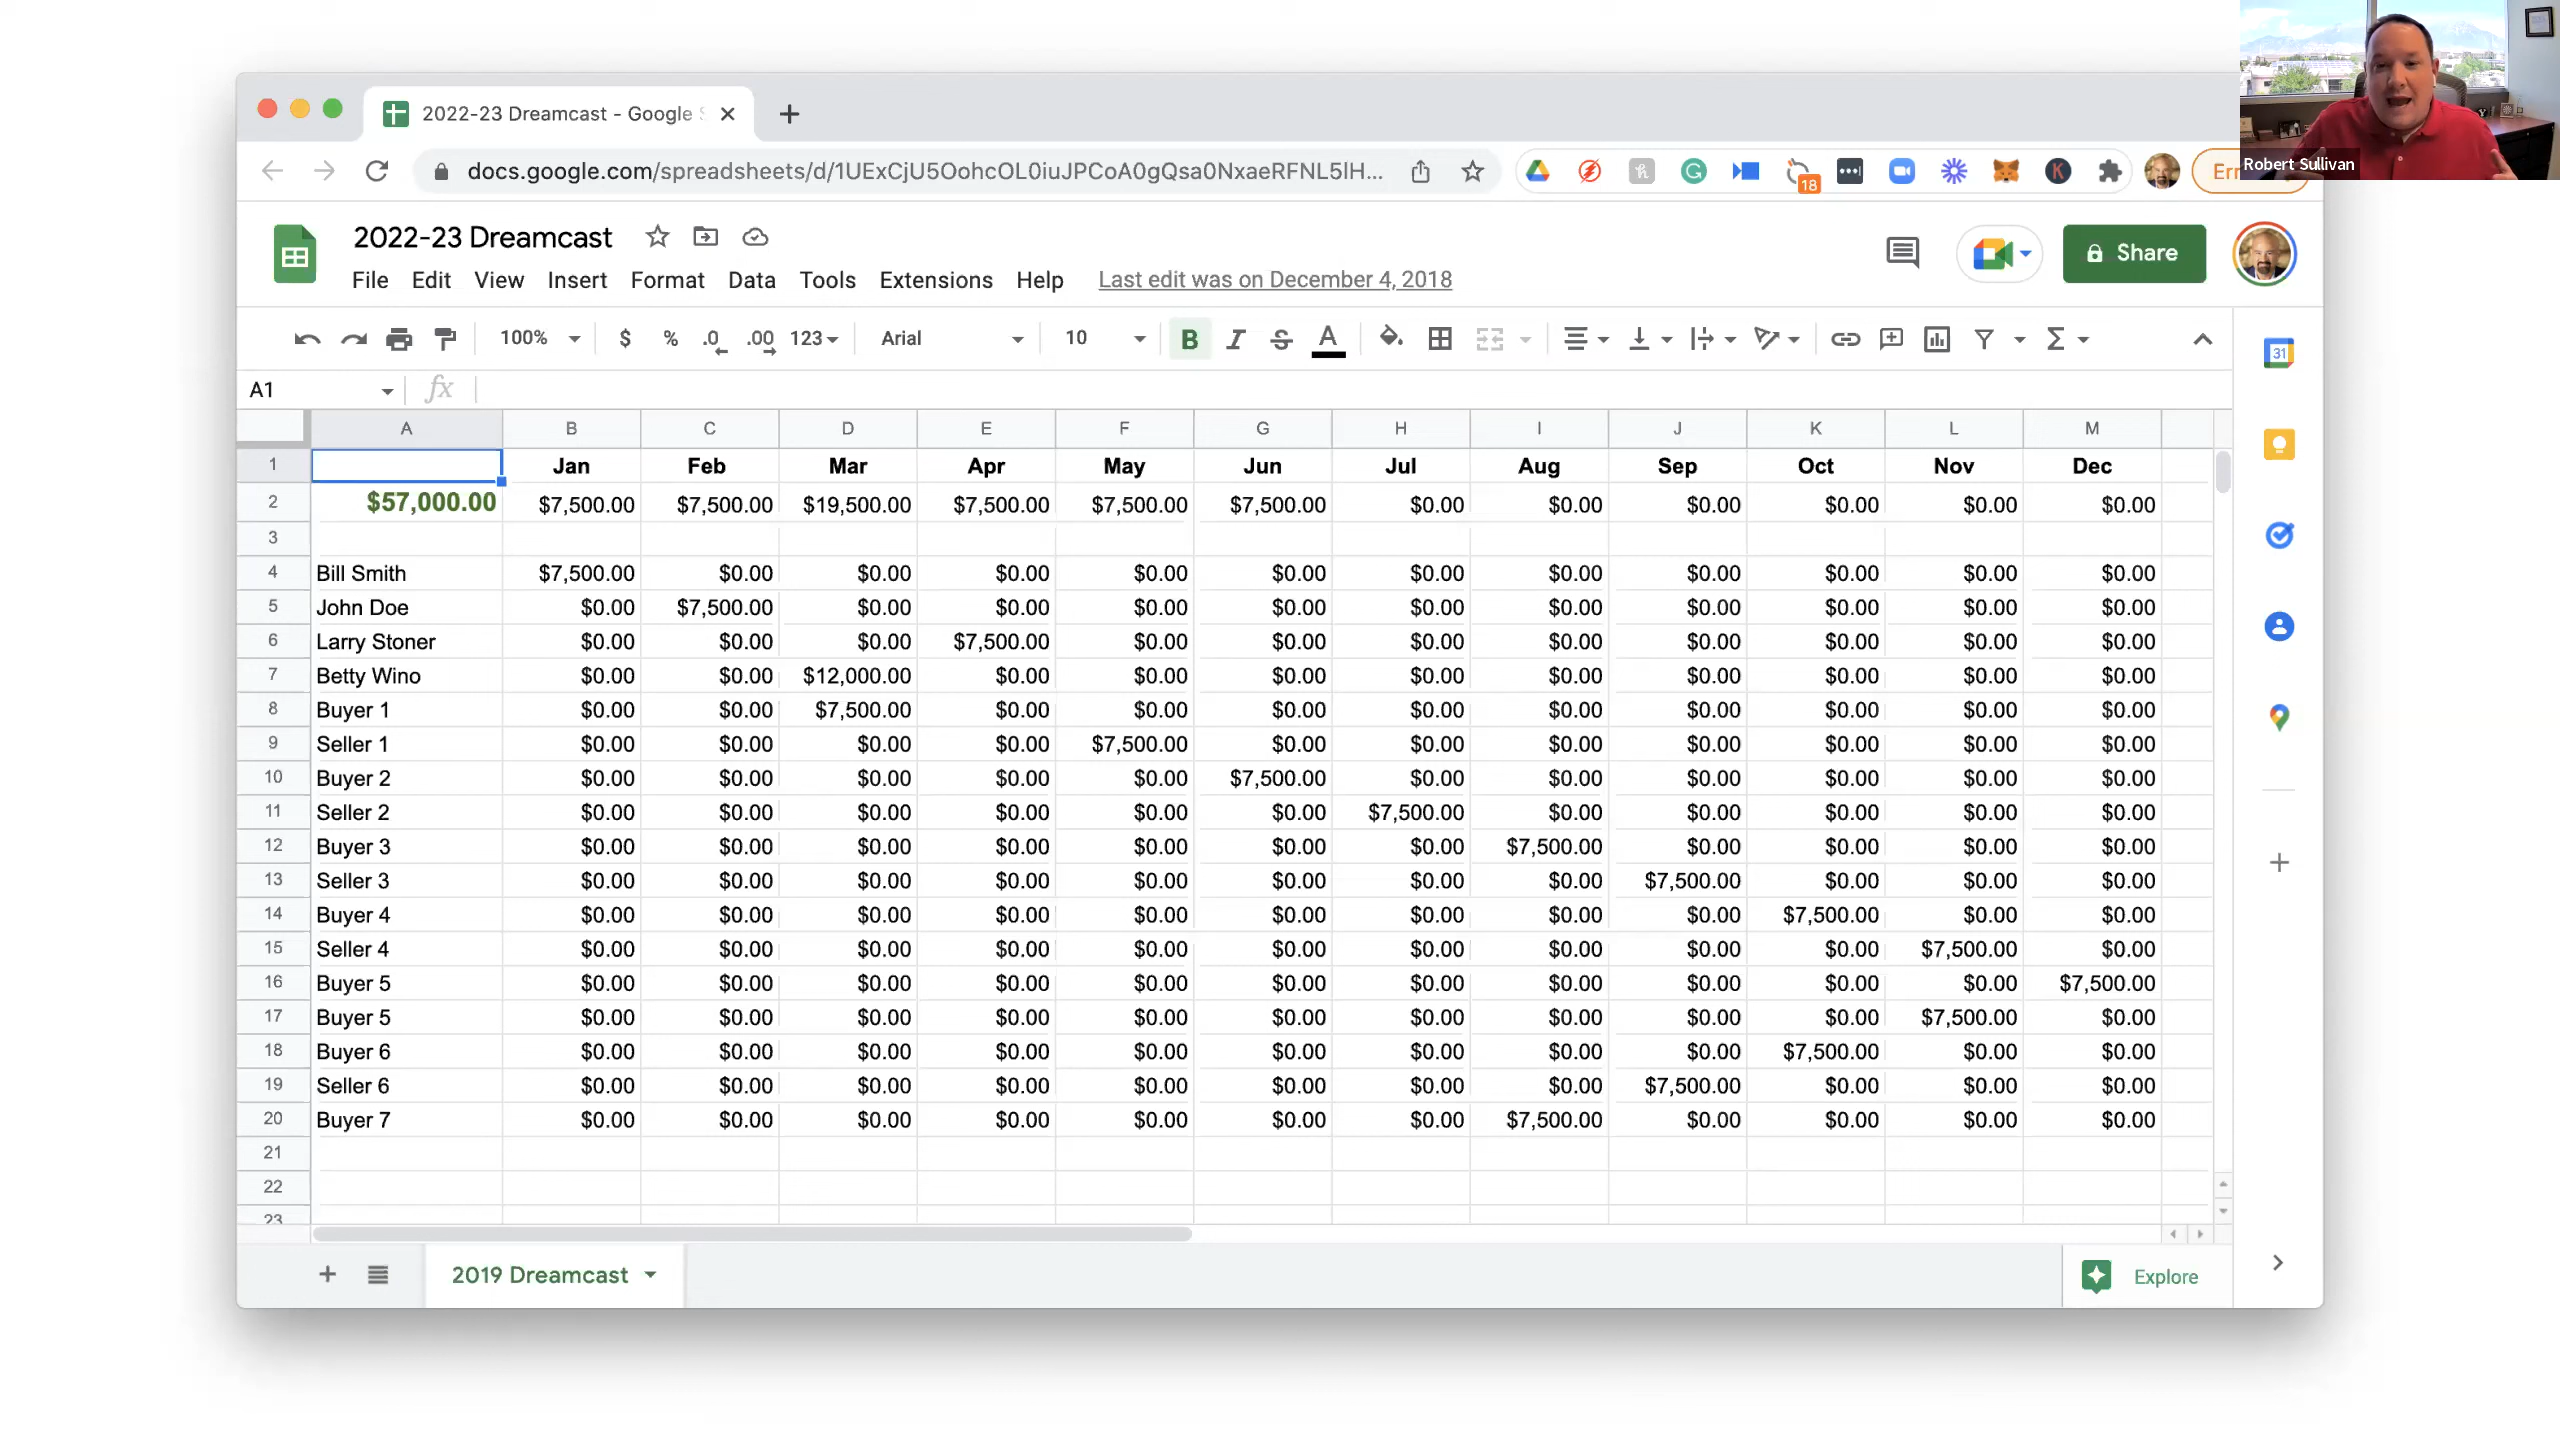 2022-23 Dreamcast - Google
Robert Sullivan
docs.google.com/spreadsheets/d/1UExCjU5OohcOL0iuJPCoA0gQsa0NxaeRFNL5lH...
18
K
Err
2022-23 Dreamcast
Share
File Edit View Insert Format Data Tools Extensions Help Last edit was on December 4, 2018
100% $ % .0 .00 123 Arial 10 B I S A Σ
31
A1 fx
A B C D E F G H I J K L M
1 Jan Feb Mar Apr May Jun Jul Aug Sep Oct Nov Dec
2 $57,000.00 $7,500.00 $7,500.00 $19,500.00 $7,500.00 $7,500.00 $7,500.00 $0.00 $0.00 $0.00 $0.00 $0.00 $0.00
3
4 Bill Smith $7,500.00 $0.00 $0.00 $0.00 $0.00 $0.00 $0.00 $0.00 $0.00 $0.00 $0.00 $0.00
5 John Doe $0.00 $7,500.00 $0.00 $0.00 $0.00 $0.00 $0.00 $0.00 $0.00 $0.00 $0.00 $0.00
6 Larry Stoner $0.00 $0.00 $0.00 $7,500.00 $0.00 $0.00 $0.00 $0.00 $0.00 $0.00 $0.00 $0.00
7 Betty Wino $0.00 $0.00 $12,000.00 $0.00 $0.00 $0.00 $0.00 $0.00 $0.00 $0.00 $0.00 $0.00
8 Buyer 1 $0.00 $0.00 $7,500.00 $0.00 $0.00 $0.00 $0.00 $0.00 $0.00 $0.00 $0.00 $0.00
9 Seller 1 $0.00 $0.00 $0.00 $0.00 $7,500.00 $0.00 $0.00 $0.00 $0.00 $0.00 $0.00 $0.00
10 Buyer 2 $0.00 $0.00 $0.00 $0.00 $0.00 $7,500.00 $0.00 $0.00 $0.00 $0.00 $0.00 $0.00
11 Seller 2 $0.00 $0.00 $0.00 $0.00 $0.00 $0.00 $7,500.00 $0.00 $0.00 $0.00 $0.00 $0.00
12 Buyer 3 $0.00 $0.00 $0.00 $0.00 $0.00 $0.00 $0.00 $7,500.00 $0.00 $0.00 $0.00 $0.00
13 Seller 3 $0.00 $0.00 $0.00 $0.00 $0.00 $0.00 $0.00 $0.00 $7,500.00 $0.00 $0.00 $0.00
14 Buyer 4 $0.00 $0.00 $0.00 $0.00 $0.00 $0.00 $0.00 $0.00 $0.00 $7,500.00 $0.00 $0.00
15 Seller 4 $0.00 $0.00 $0.00 $0.00 $0.00 $0.00 $0.00 $0.00 $0.00 $0.00 $7,500.00 $0.00
16 Buyer 5 $0.00 $0.00 $0.00 $0.00 $0.00 $0.00 $0.00 $0.00 $0.00 $0.00 $0.00 $7,500.00
17 Buyer 5 $0.00 $0.00 $0.00 $0.00 $0.00 $0.00 $0.00 $0.00 $0.00 $0.00 $7,500.00 $0.00
18 Buyer 6 $0.00 $0.00 $0.00 $0.00 $0.00 $0.00 $0.00 $0.00 $0.00 $7,500.00 $0.00 $0.00
19 Seller 6 $0.00 $0.00 $0.00 $0.00 $0.00 $0.00 $0.00 $0.00 $7,500.00 $0.00 $0.00 $0.00
20 Buyer 7 $0.00 $0.00 $0.00 $0.00 $0.00 $0.00 $0.00 $7,500.00 $0.00 $0.00 $0.00 $0.00
21
22
23
2019 Dreamcast
Explore